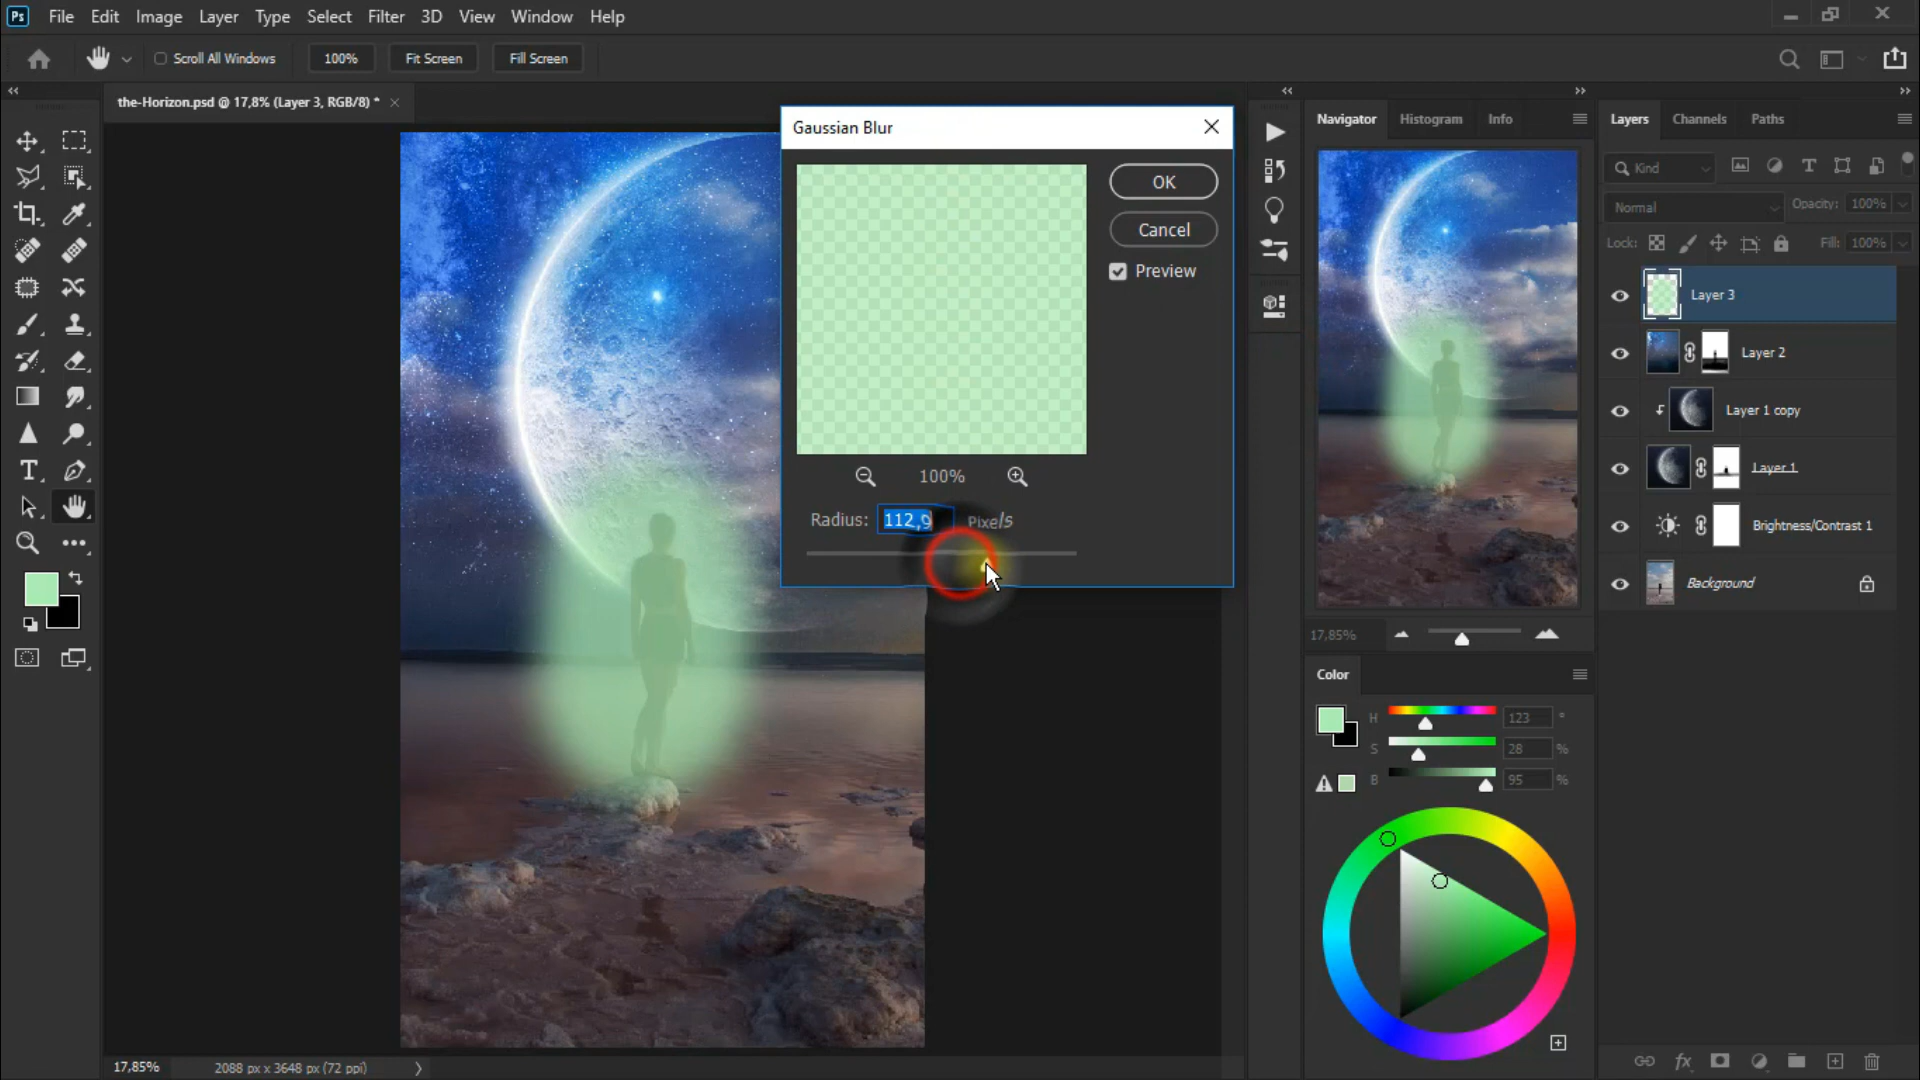 Ps File Edit Image Layer Type Select Filter 3D View Window Help
Scroll All Windows 100% Fit Screen Fill Screen
the-Horizon.psd @ 17,8% (Layer 3, RGB/8) *
Gaussian Blur
OK
Cancel
Preview
100%
Radius: 112,9 Pixels
Navigator Histogram Info
17,85%
Color
H 123 °
S 28 %
B 95 %
Layers Channels Paths
Kind
Normal Opacity: 100%
Lock: Fill: 100%
Layer 3
Layer 2
Layer 1 copy
Layer 1
Brightness/Contrast 1
Background
17,85% 2088 px x 3648 px (72 ppi)